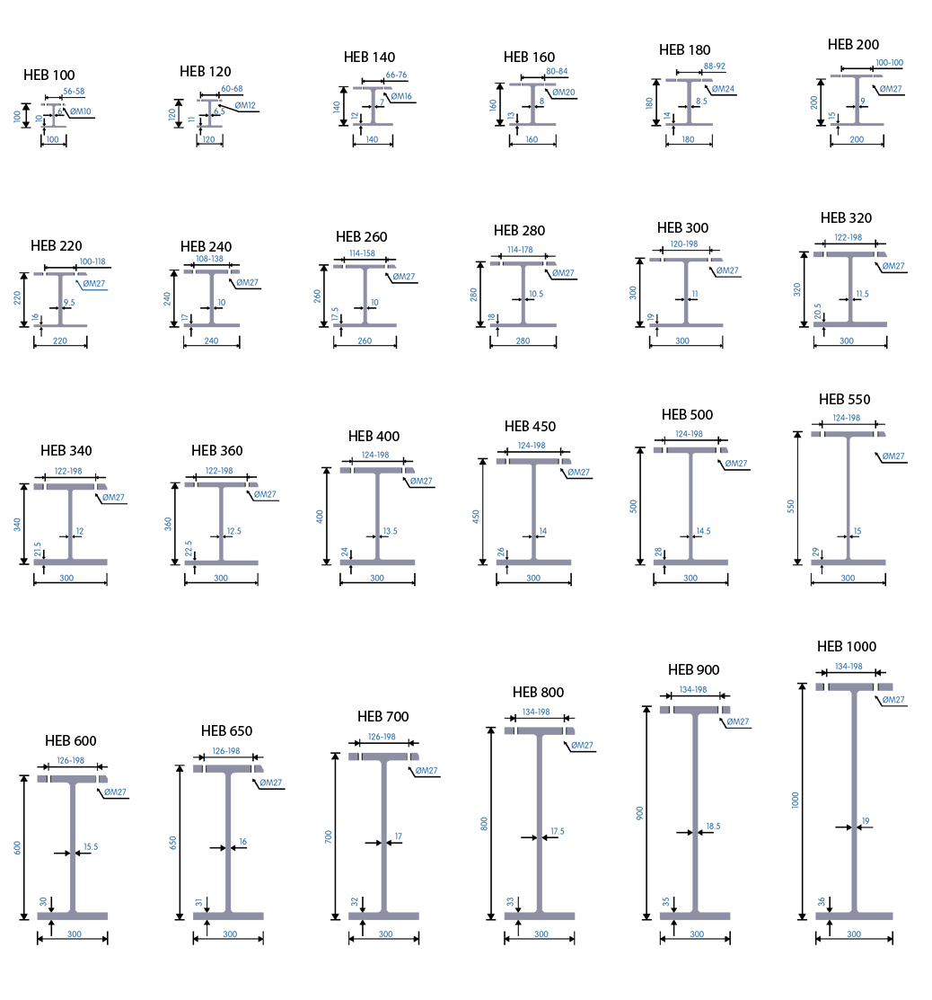 HEB 100
56-58
ØM10
100
10
6
100
HEB 120
60-68
ØM12
120
11
6.5
120
HEB 140
66-76
ØM16
140
12
7
140
HEB 160
80-84
ØM20
160
13
8
160
HEB 180
88-92
ØM24
180
14
8.5
180
HEB 200
100-100
ØM27
200
15
9
200
HEB 220
100-118
ØM27
220
16
9.5
220
HEB 240
108-138
ØM27
240
17
10
240
HEB 260
114-158
ØM27
260
17.5
10
260
HEB 280
114-178
ØM27
280
18
10.5
280
HEB 300
120-198
ØM27
300
19
11
300
HEB 320
122-198
ØM27
320
20.5
11.5
300
HEB 340
122-198
ØM27
340
21.5
12
300
HEB 360
122-198
ØM27
360
22.5
12.5
300
HEB 400
124-198
ØM27
400
24
13.5
300
HEB 450
124-198
ØM27
450
26
14
300
HEB 500
124-198
ØM27
500
28
14.5
300
HEB 550
124-198
ØM27
550
29
15
300
HEB 600
126-198
ØM27
600
30
15.5
300
HEB 650
126-198
ØM27
650
31
16
300
HEB 700
126-198
ØM27
700
32
17
300
HEB 800
134-198
ØM27
800
33
17.5
300
HEB 900
134-198
ØM27
900
35
18.5
300
HEB 1000
134-198
ØM27
1000
36
19
300